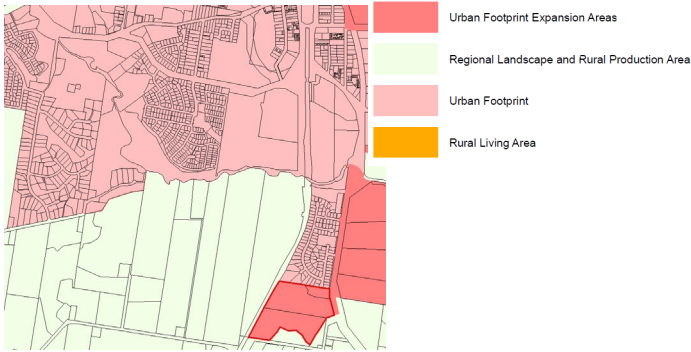 Urban Footprint Expansion Areas
Regional Landscape and Rural Production Area
Urban Footprint
Rural Living Area